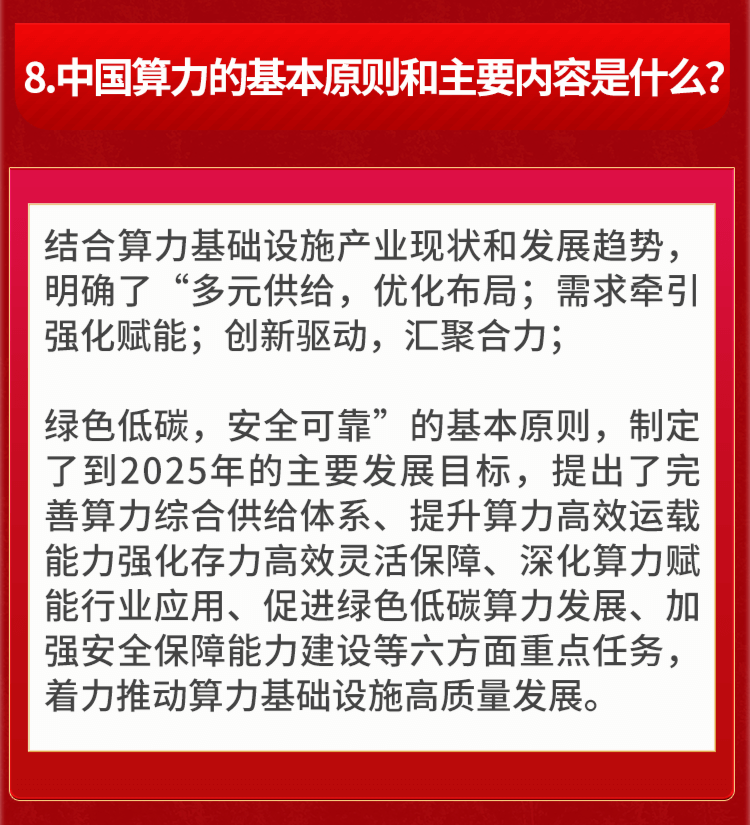 8.中国算力的基本原则和主要内容是什么?
结合算力基础设施产业现状和发展趋势，
明确了“多元供给，优化布局；需求牵引
强化赋能；创新驱动，汇聚合力；
绿色低碳，安全可靠”的基本原则，制定
了到2025年的主要发展目标，提出了完
善算力综合供给体系、提升算力高效运载
能力强化存力高效灵活保障、深化算力赋
能行业应用、促进绿色低碳算力发展、加
强安全保障能力建设等六方面重点任务，
着力推动算力基础设施高质量发展。